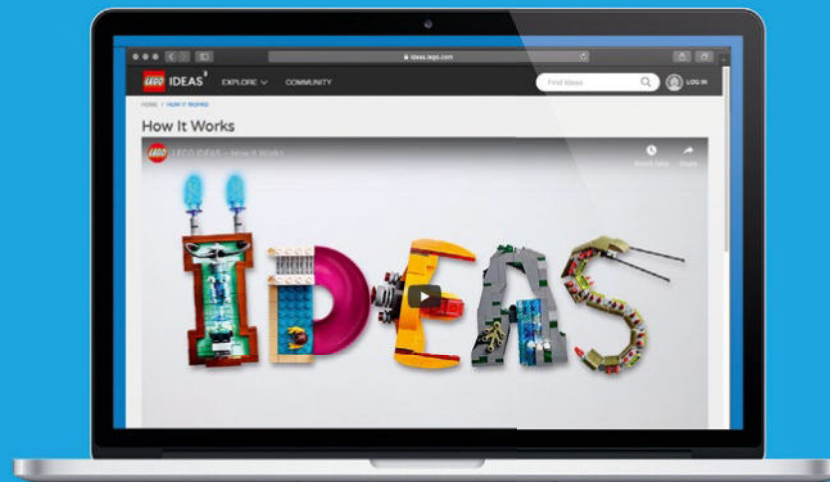 ideas.lego.com
LEGO IDEAS EXPLORE COMMUNITY Find Ideas LOG IN
HOME / HOW IT WORKS
How It Works
LEGO LEGO IDEAS – How It Works
Watch later Share
IDEAS